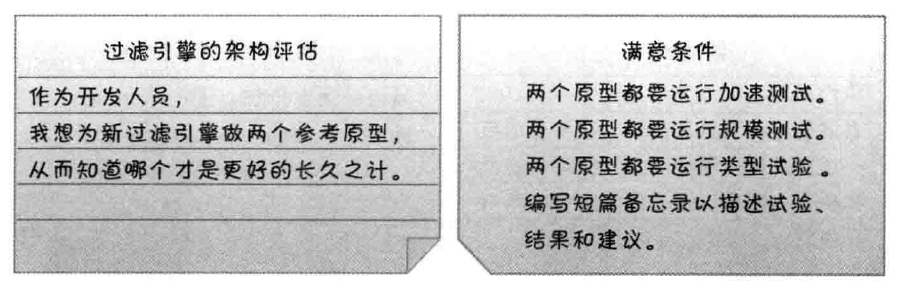 过滤引擎的架构评估
作为开发人员，
我想为新过滤引擎做两个参考原型，
从而知道哪个才是更好的长久之计。
满意条件
两个原型都要运行加速测试。
两个原型都要运行规模测试。
两个原型都要运行类型试验。
编写短篇备忘录以描述试验、
结果和建议。